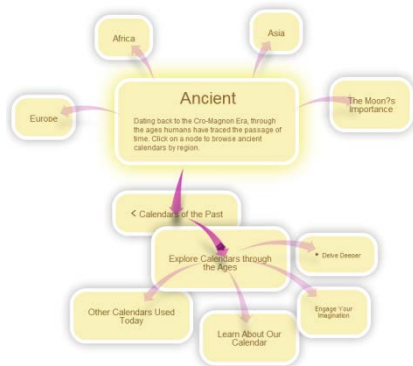 Africa
Asia
Ancient
Dating back to the Cro-Magnon Era, through
the ages humans have traced the passage of
time. Click on a node to browse ancient
calendars by region.
Europe
The Moon?s
Importance
< Calendars of the Past
Explore Calendars through
the Ages
+ Delve Deeper
Other Calendars Used
Today
Engage Your
Imagination
Learn About Our
Calendar